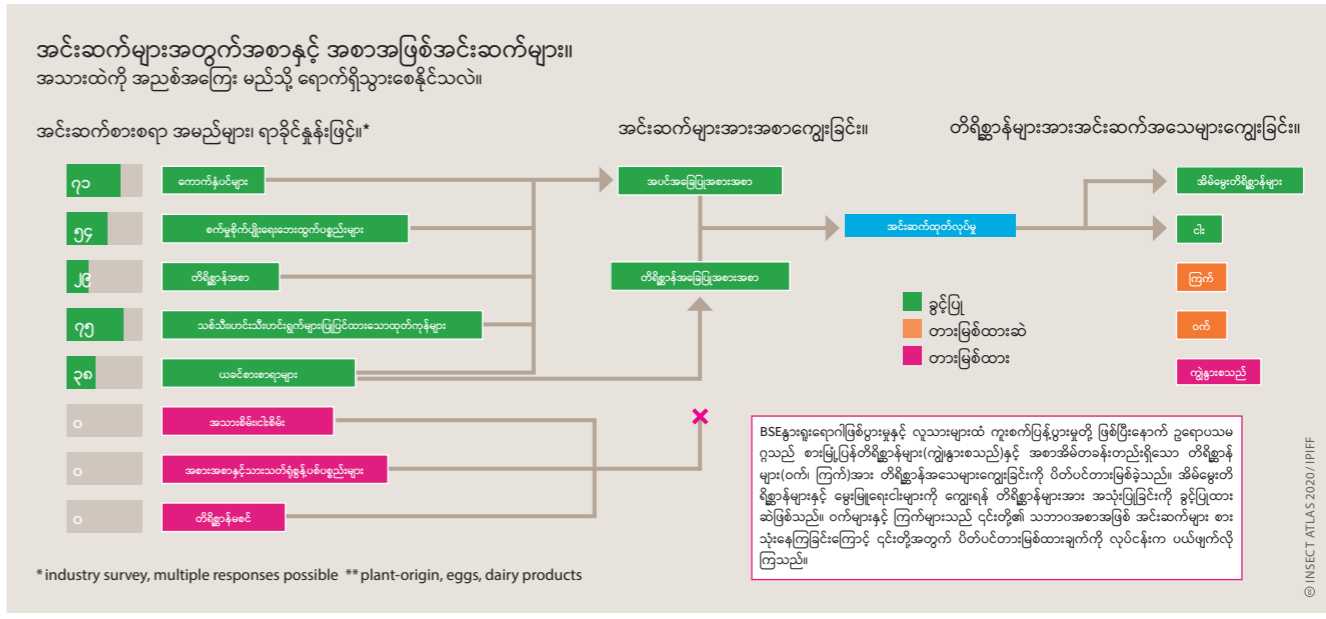 အင်းဆက်များအတွက်အစာနှင့် အစာအဖြစ်အင်းဆက်များ။
အသားထဲကို အညစ်အကြေး မည်သို့ ရောက်ရှိသွားစေနိုင်သလဲ။
အင်းဆက်စားစရာ အမည်များ၊ ရာခိုင်နှုန်းဖြင့်။*
အင်းဆက်များအားအစာကျွေးခြင်း။
တိရိစ္ဆာန်များအားအင်းဆက်အသေများကျွေးခြင်း။
၇၁
ကောက်နှံပင်များ
၅၄
စက်မှုစိုက်ပျိုးရေးဘေးထွက်ပစ္စည်းများ
၂၉
တိရိစ္ဆာန်အစာ
၇၅
သစ်သီး၊ဟင်းသီးဟင်းရွက်များပြုပြင်ထားသောထုတ်ကုန်များ
၃၈
ယခင်စားစာရာများ
၀
အသားစိမ်း၊ငါးစိမ်း
၀
အစားအစာနှင့်သားသတ်ရုံစွန့်ပစ်ပစ္စည်းများ
၀
တိရိစ္ဆာန်မစင်
အပင်အခြေပြုအစားအစာ
တိရိစ္ဆာန်အခြေပြုအစားအစာ
အင်းဆက်ထုတ်လုပ်မှု
အိမ်မွေးတိရိစ္ဆာန်များ
ငါး
ကြက်
ဝက်
ကျွဲနွားစသည်
ခွင့်ပြု
တားမြစ်ထားဆဲ
တားမြစ်ထား
BSEနွားရူးရောဂါဖြစ်ပွားမှုနှင့် လူသားများထံ ကူးစက်ပြန့်ပွားမှုတို့ ဖြစ်ပြီးနောက် ဥရောပသမ
ဂ္ဂသည် စားမြုံ့ပြန်တိရိစ္ဆာန်များ(ကျွဲနွားစသည်)နှင့် အစာအိမ်တခန်းတည်းရှိသော တိရိစ္ဆာန်
များ(ဝက်၊ ကြက်)အား တိရိစ္ဆာန်အသေများကျွေးခြင်းကို ပိတ်ပင်တားမြစ်ခဲ့သည်။ အိမ်မွေးတိ
ရိစ္ဆာန်များနှင့် မွေးမြူရေးငါးများကို ကျွေးရန် တိရိစ္ဆာန်များအား အသုံးပြုခြင်းကို ခွင့်ပြုထား
ဆဲဖြစ်သည်။ ဝက်များနှင့် ကြက်များသည် ၎င်းတို့၏ သဘာဝအစာအဖြစ် အင်းဆက်များ စား
သုံးနေကြခြင်းကြောင့် ၎င်းတို့အတွက် ပိတ်ပင်တားမြစ်ထားချက်ကို လုပ်ငန်းက ပယ်ဖျက်လို
ကြသည်။
* industry survey, multiple responses possible ** plant-origin, eggs, dairy products
INSECT ATLAS 2020 / IPIFF